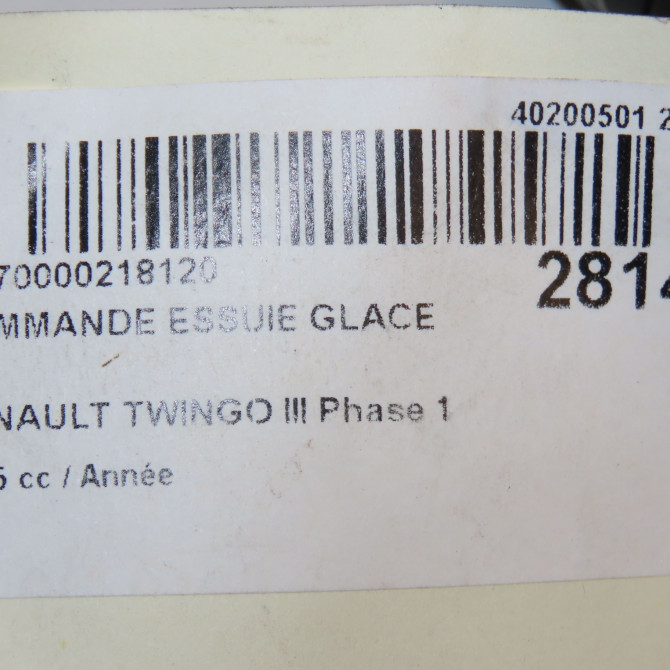 40200501 2
70000218120
2814
MMANDE ESSUIE GLACE
NAULT TWINGO III Phase 1
5 cc / Année